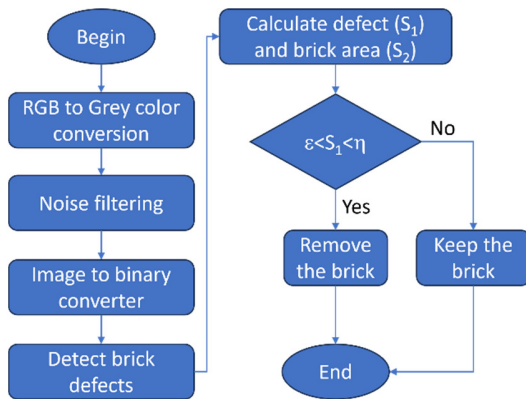 Begin
RGB to Grey color
conversion
Noise filtering
Image to binary
converter
Detect brick
defects
Calculate defect (S₁)
and brick area (S₂)
ε<S₁<η
No
Yes
Remove
the brick
Keep the
brick
End